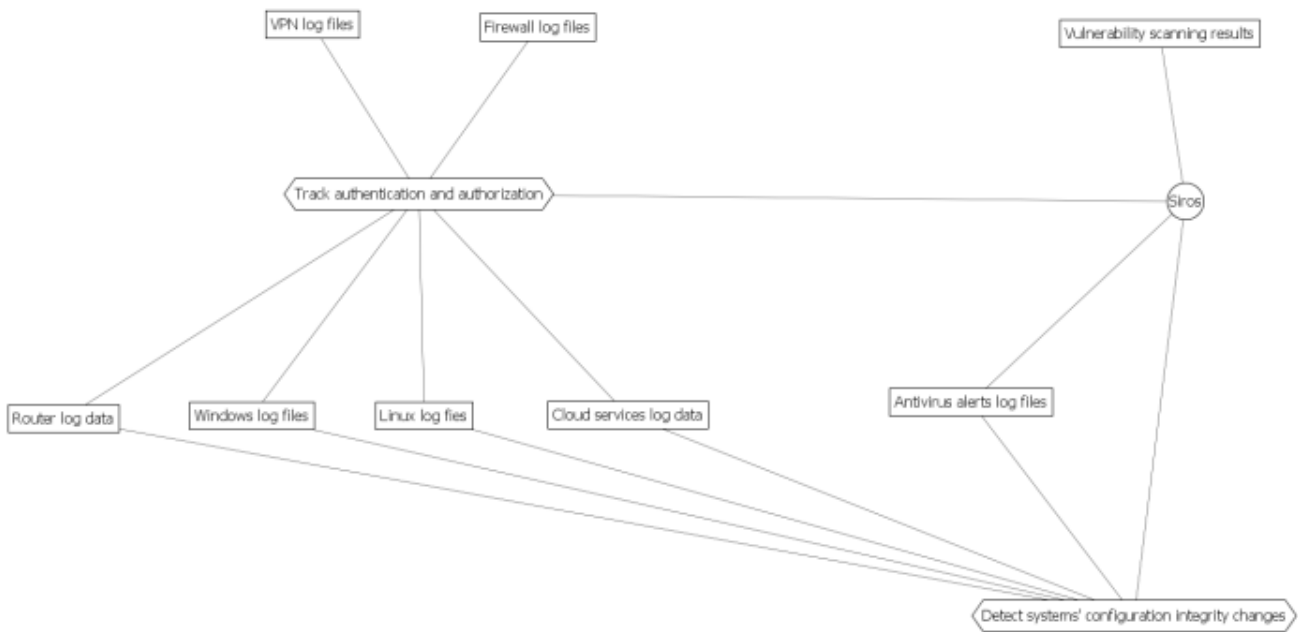 VPN log files
Firewall log files
Vulnerability scanning results
Track authentication and authorization
Siros
Router log data
Windows log files
Linux log fies
Cloud services log data
Antivirus alerts log files
Detect systems' configuration integrity changes